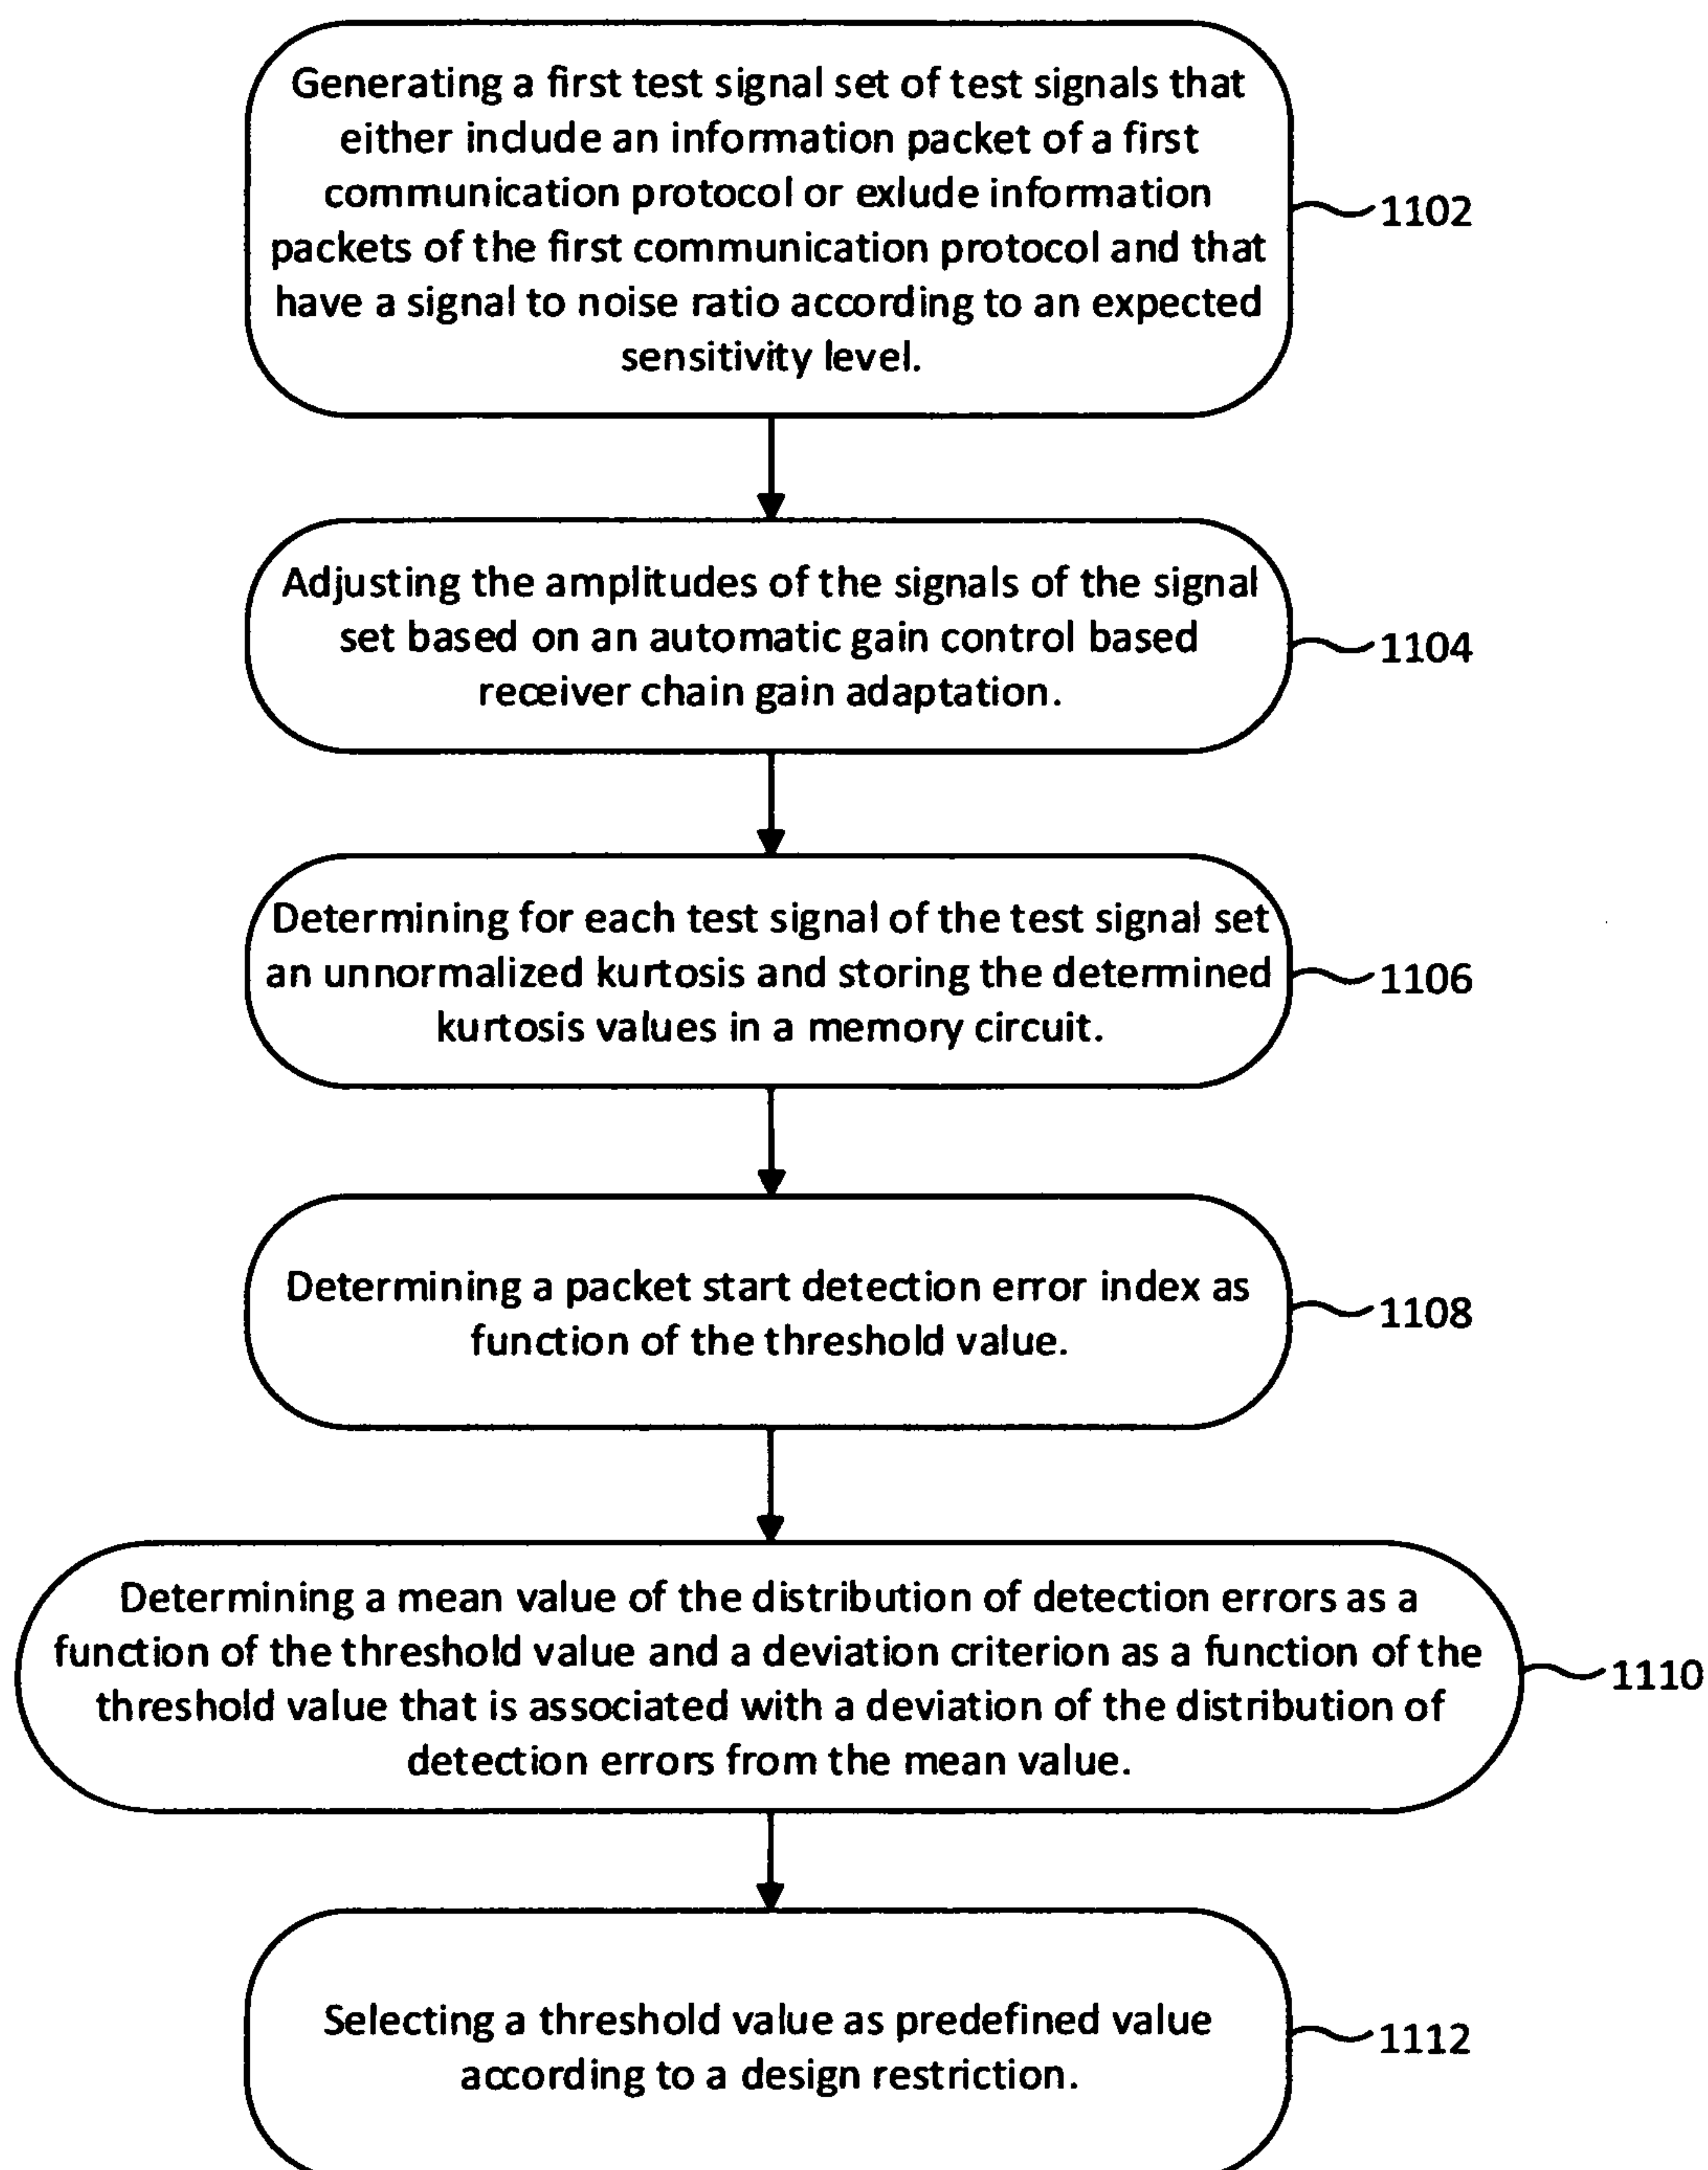 Generating a first test signal set of test signals that
either include an information packet of a first
communication protocol or exlude information
packets of the first communication protocol and that
have a signal to noise ratio according to an expected
sensitivity level.
1102
Adjusting the amplitudes of the signals of the signal
set based on an automatic gain control based
receiver chain gain adaptation.
1104
Determining for each test signal of the test signal set
an unnormalized kurtosis and storing the determined
kurtosis values in a memory circuit.
1106
Determining a packet start detection error index as
function of the threshold value.
1108
Determining a mean value of the distribution of detection errors as a
function of the threshold value and a deviation criterion as a function of the
threshold value that is associated with a deviation of the distribution of
detection errors from the mean value.
1110
Selecting a threshold value as predefined value
according to a design restriction.
1112